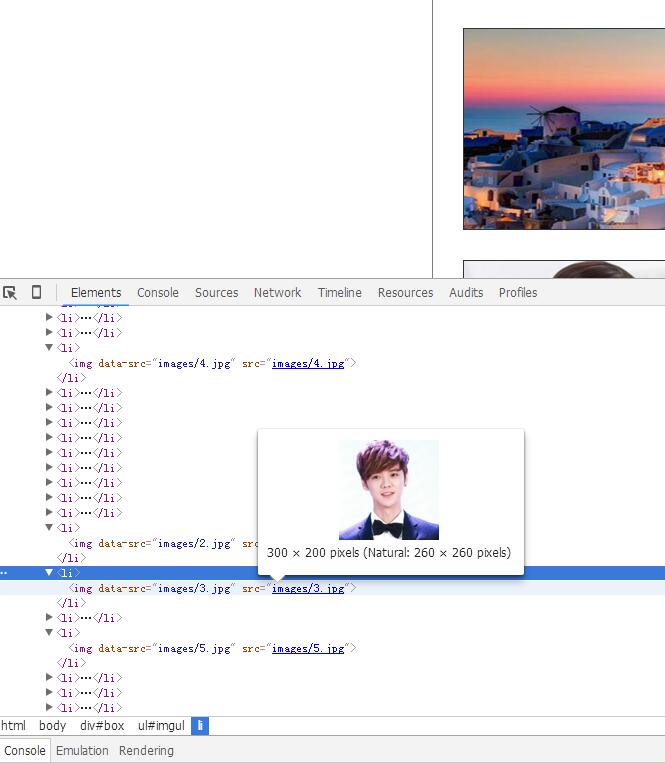 Elements Console Sources Network Timeline Resources Audits Profiles
▶<li>…</li>
▶<li>…</li>
▼<li>
<img data-src="images/4.jpg" src="images/4.jpg">
</li>
▶<li>…</li>
▶<li>…</li>
▶<li>…</li>
▶<li>…</li>
▶<li>…</li>
▶<li>…</li>
▶<li>…</li>
▶<li>…</li>
▶<li>…</li>
▼<li>
<img data-src="images/2.jpg" src
</li>
300 × 200 pixels (Natural: 260 × 260 pixels)
▼<li>
<img data-src="images/3.jpg" src="images/3.jpg">
</li>
▶<li>…</li>
▼<li>
<img data-src="images/5.jpg" src="images/5.jpg">
</li>
▶<li>…</li>
▶<li>…</li>
▶<li>…</li>
html body div#box ul#imgul li
Console Emulation Rendering